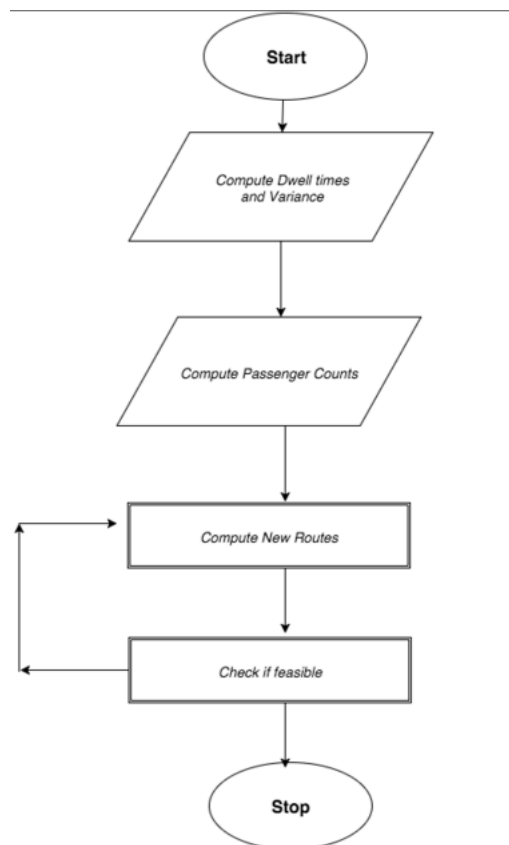 Start
Compute Dwell times
and Variance
Compute Passenger Counts
Compute New Routes
Check if feasible
Stop